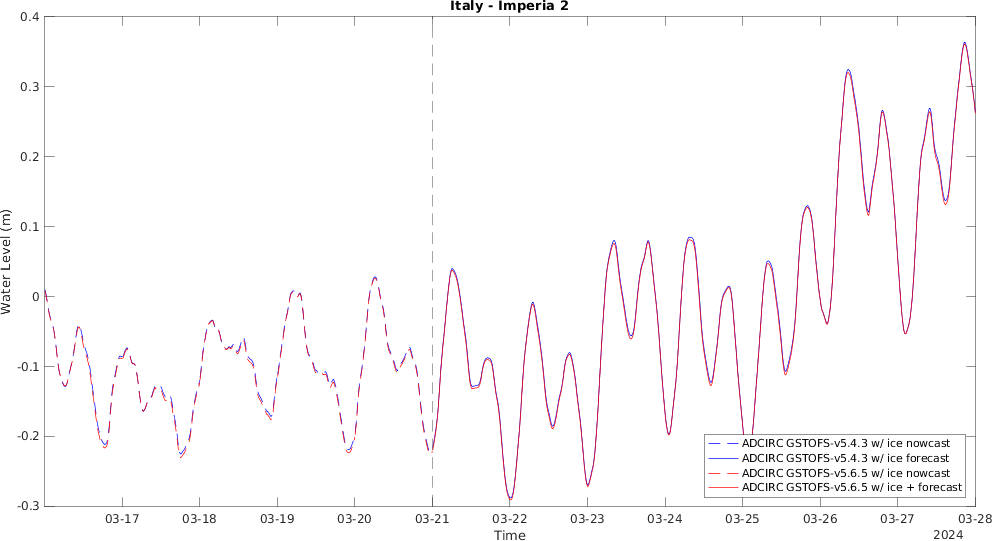 Italy - Imperia 2
0.4
0.3
0.2
0.1
0
-0.1
-0.2
-0.3
Water Level (m)
ADCIRC GSTOFS-v5.4.3 w/ ice nowcast
ADCIRC GSTOFS-v5.4.3 w/ ice forecast
ADCIRC GSTOFS-v5.6.5 w/ ice nowcast
ADCIRC GSTOFS-v5.6.5 w/ ice + forecast
03-17 03-18 03-19 03-20 03-21 03-22 03-23 03-24 03-25 03-26 03-27 03-28
Time
2024